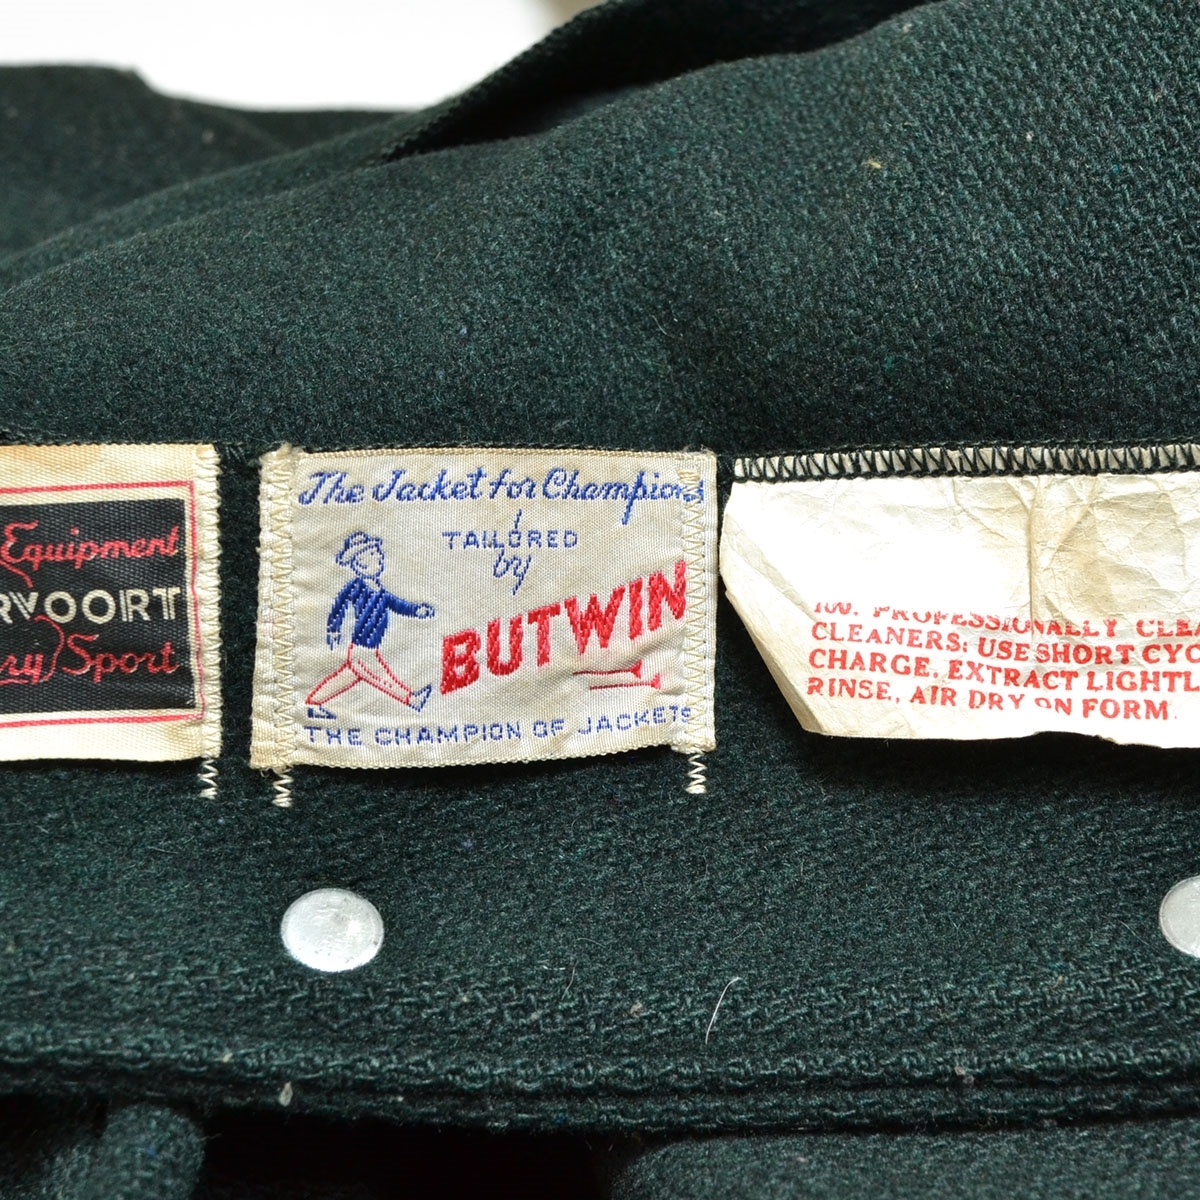 Equipment
RVOORT
ry Sport
The Jacket for Champions
TAILORED
by
BUTWIN
THE CHAMPION OF JACKETS
PROFESSIONALLY CLEA
CLEANERS: USE SHORT CYC
CHARGE. EXTRACT LIGHTL
RINSE, AIR DRY ON FORM.